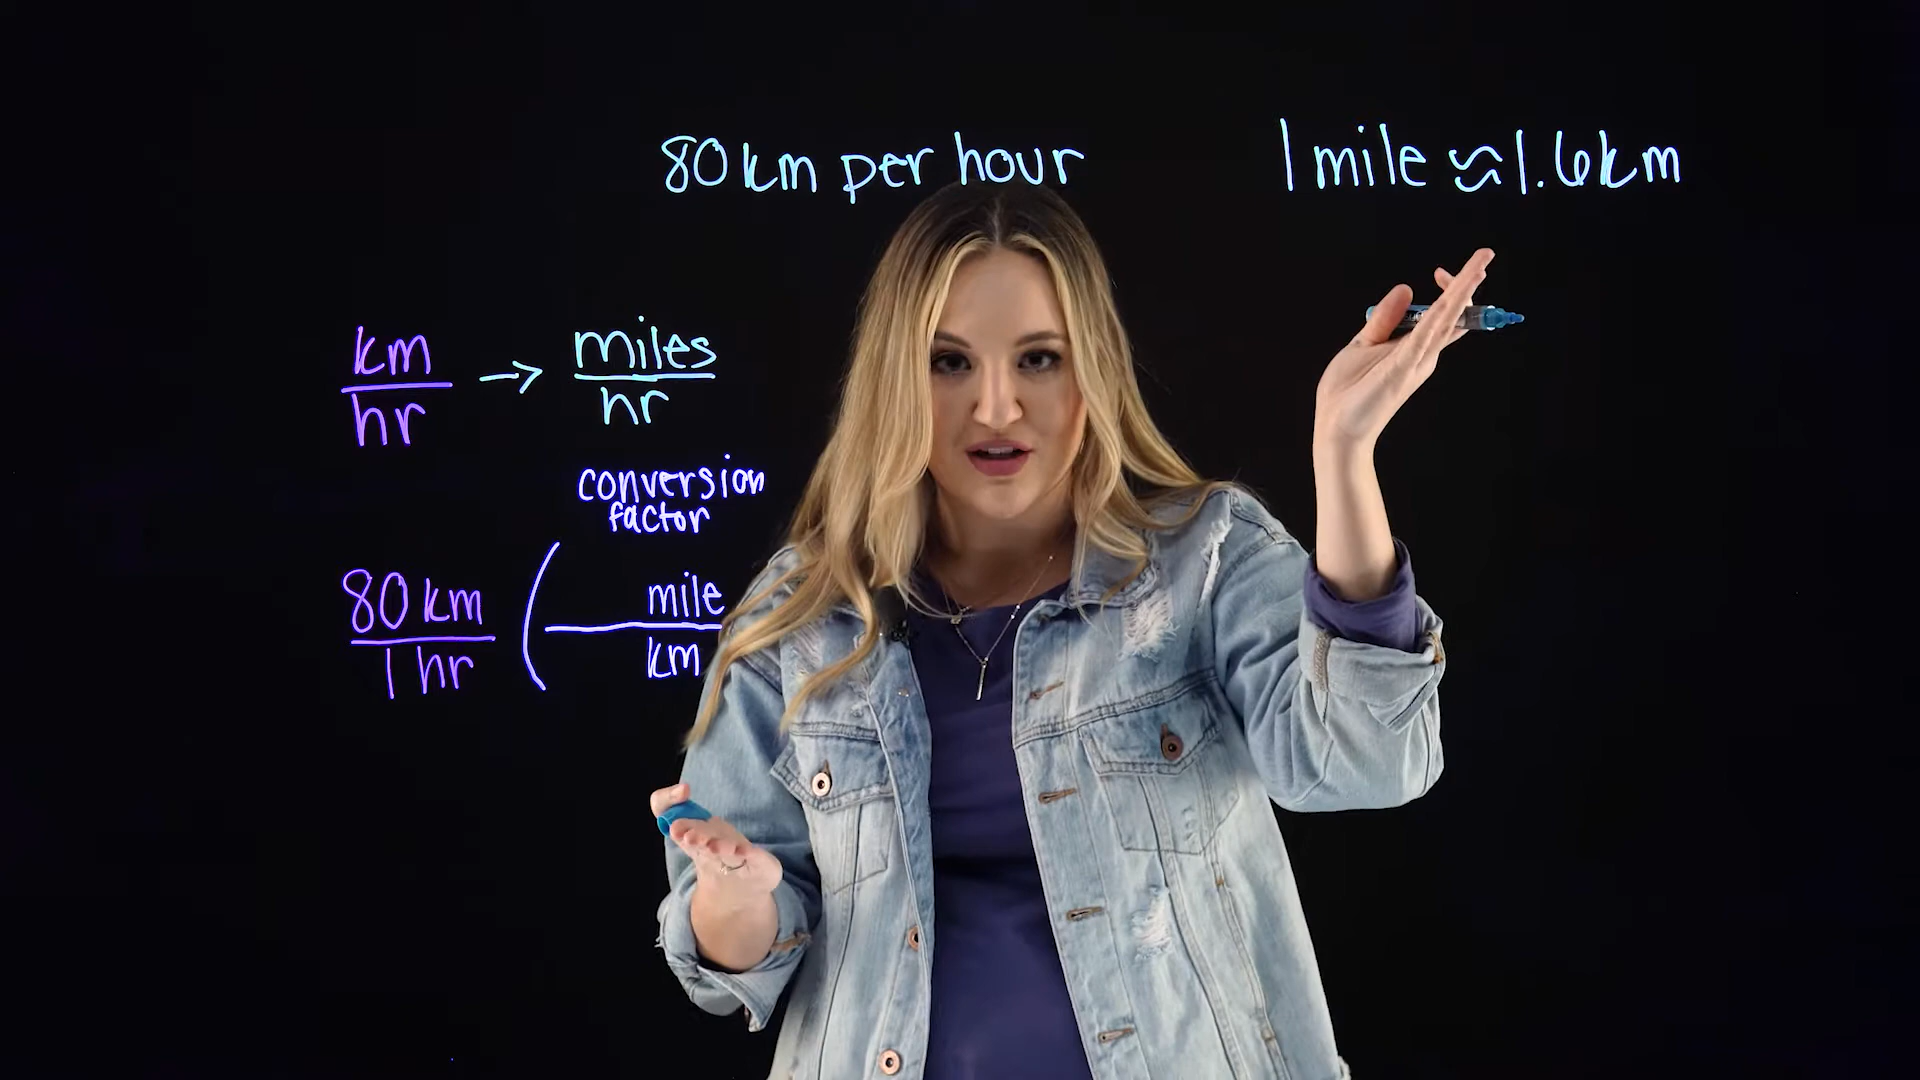 80 km per hour
1 mile ≈ 1.6 km
km
hr
→
miles
hr
conversion
factor
80 km
1 hr
(
mile
km